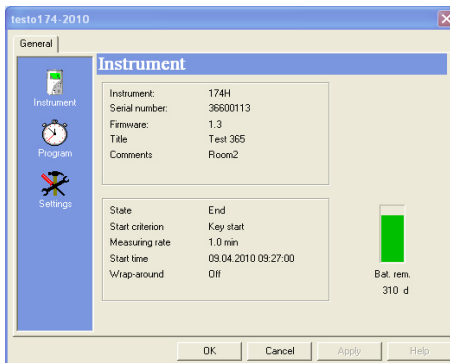 testo174-2010
General
Instrument
Instrument
Program
Settings
Instrument: 174H
Serial number: 36600113
Firmware: 1.3
Title Test 365
Comments Room2
State End
Start criterion Key start
Measuring rate 1.0 min
Start time 09.04.2010 09:27:00
Wrap-around Off
Bat. rem.
310 d
OK Cancel Apply Help